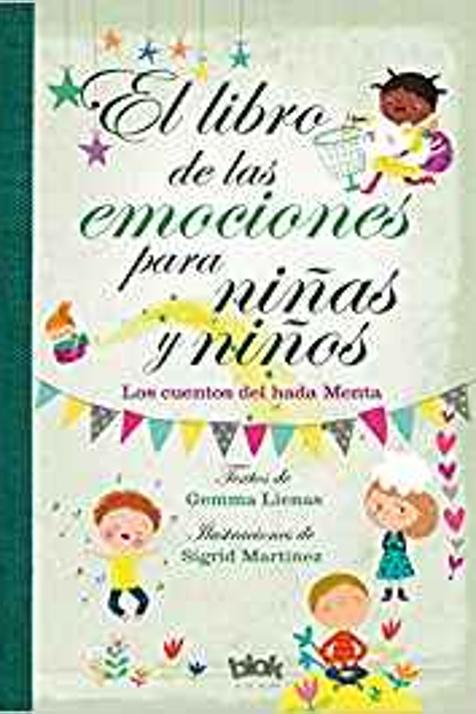 El libro
de las
emociones
para
niñas
y niños
Los cuentos del hada Menta
Textos de
Gemma Lienas
Ilustraciones de
Sigrid Martínez
blok